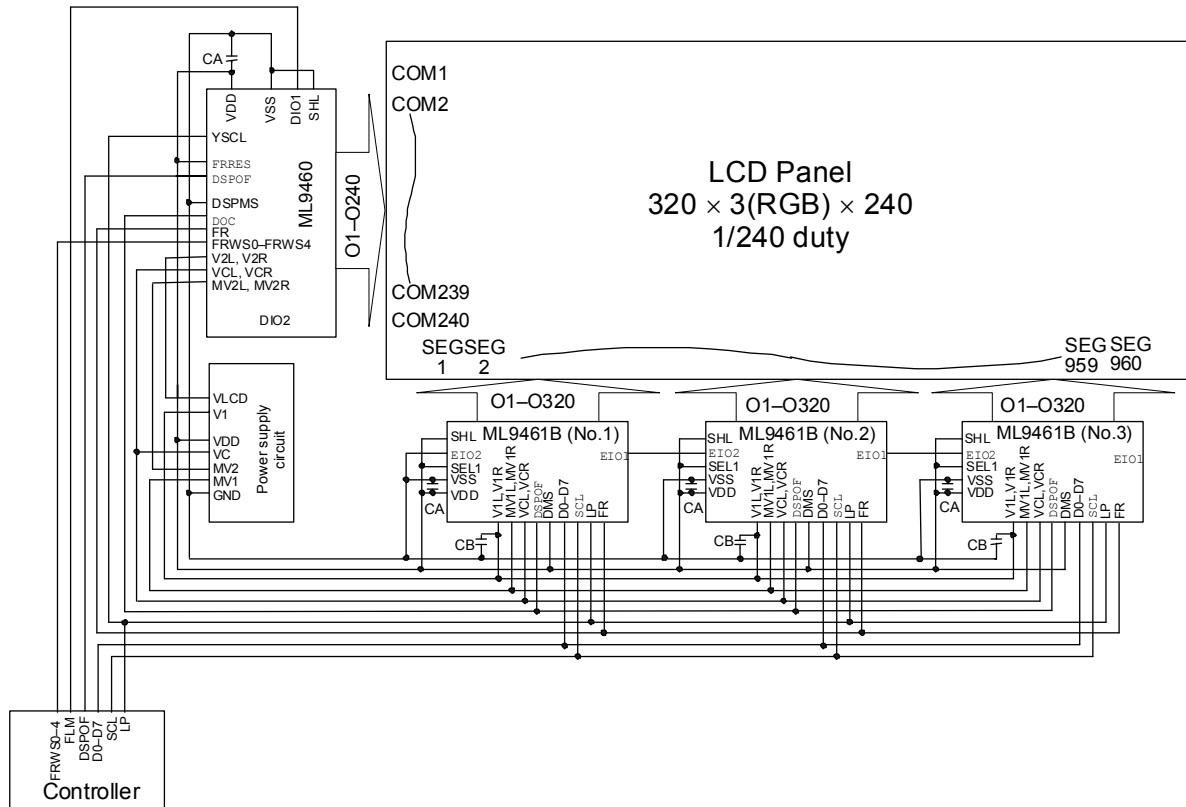 CA
VDD
VSS
DIO1
SHL
YSCL
FRRES
DSPOF
DSPMS
DOC
FR
FRWS0–FRWS4
V2L, V2R
VCL, VCR
MV2L, MV2R
DIO2
ML9460
O1–O240
COM1
COM2
LCD Panel
320 × 3(RGB) × 240
1/240 duty
COM239
COM240
SEG SEG
1 2
SEG SEG
959 960
VLCD
V1
VDD
VC
MV2
MV1
GND
Power supply
circuit
O1–O320
ML9461B (No.1)
SHL
EIO2
SEL1
VSS
VDD
EIO1
V1L,V1R
MV1L,MV1R
VCL,VCR
DSPOF
DMS
D0–D7
SCL
LP
FR
CA
CB
O1–O320
ML9461B (No.2)
SHL
EIO2
SEL1
VSS
VDD
EIO1
V1L,V1R
MV1L,MV1R
VCL,VCR
DSPOF
DMS
D0–D7
SCL
LP
FR
CA
CB
O1–O320
ML9461B (No.3)
SHL
EIO2
SEL1
VSS
VDD
EIO1
V1L,V1R
MV1L,MV1R
VCL,VCR
DSPOF
DMS
D0–D7
SCL
LP
FR
CA
CB
FRWS0–4
FLM
DSPOF
D0–D7
SCL
LP
Controller